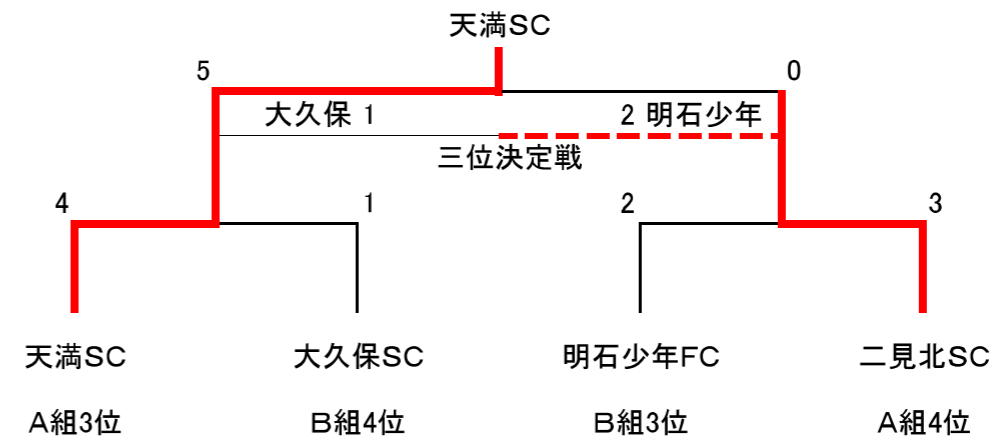 天満SC
5 0
大久保 1 2 明石少年
三位決定戦
4 1 2 3
天満SC 大久保SC 明石少年FC 二見北SC
A組3位 B組4位 B組3位 A組4位